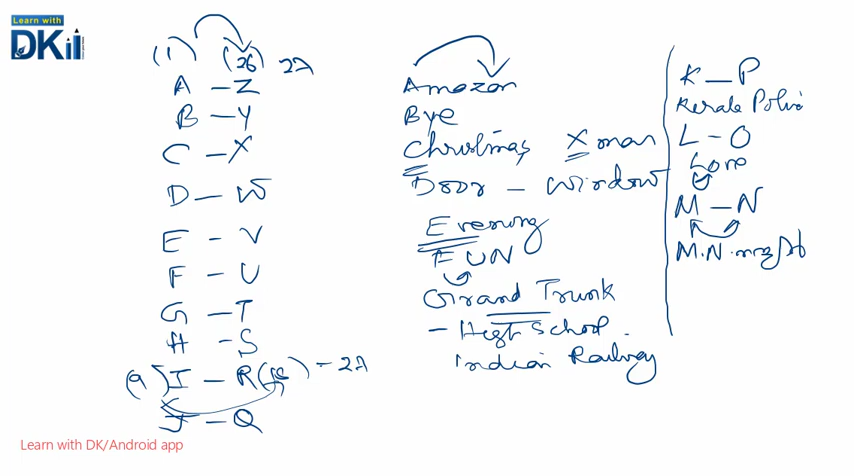 Learn with
DKil
(1) (26) 27
A - Z
B - Y
C - X
D - W
E - V
F - U
G - T
H - S
(9) I - R (18) - 27
J - Q
Amazon
Bye
Christmas Xmas
Door - Window
Evening
FUN
Grand Trunk
- High School.
Indian Railway
K - P
Kerala Police
L - O
Love
M - N
M.N.
Learn with DK/Android app